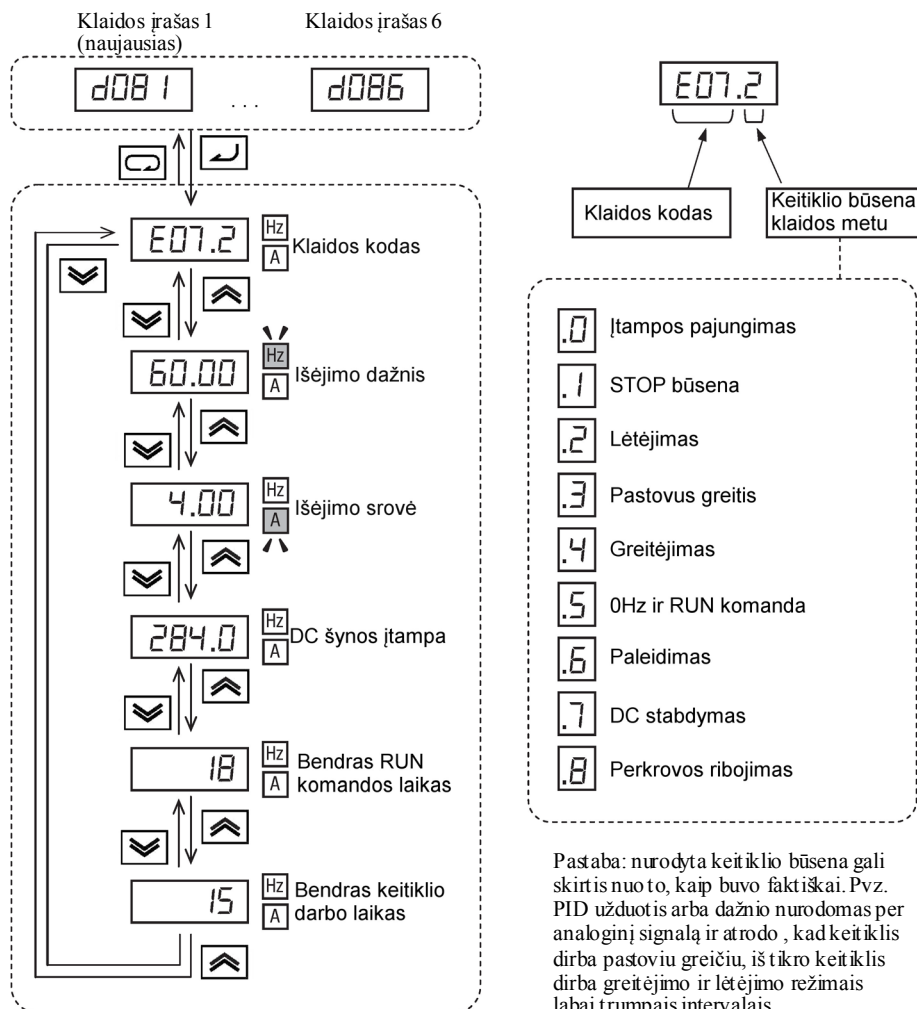 Klaidos įrašas 1
(naujausias)
Klaidos įrašas 6
d081
. . .
d086
E07.2
Hz
A
Klaidos kodas
60.00
Hz
A
Išėjimo dažnis
4.00
Hz
A
Išėjimo srovė
284.0
Hz
A
DC šynos įtampa
18
Hz
A
Bendras RUN
komandos laikas
15
Hz
A
Bendras keitiklio
darbo laikas
E07.2
Klaidos kodas
Keitiklio būsena
klaidos metu
.0 Įtampos pajungimas
.1 STOP būsena
.2 Lėtėjimas
.3 Pastovus greitis
.4 Greitėjimas
.5 0Hz ir RUN komanda
.6 Paleidimas
.7 DC stabdymas
.8 Perkrovos ribojimas
Pastaba: nurodyta keitiklio būsena gali
skirtis nuo to, kaip buvo faktiškai. Pvz.
PID užduotis arba dažnio nurodomas per
analoginį signalą ir atrodo , kad keitiklis
dirba pastoviu greičiu, iš tikro keitiklis
dirba greitėjimo ir lėtėjimo režimais
labai trumpais intervalais